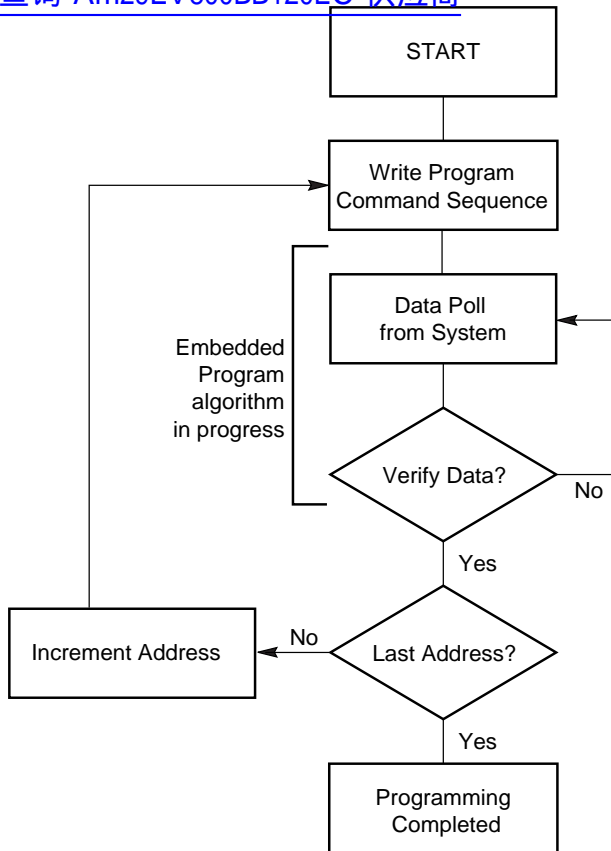 START
Write Program
Command Sequence
Data Poll
from System
Embedded
Program
algorithm
in progress
Verify Data?
No
Yes
No
Increment Address
Last Address?
Yes
Programming
Completed